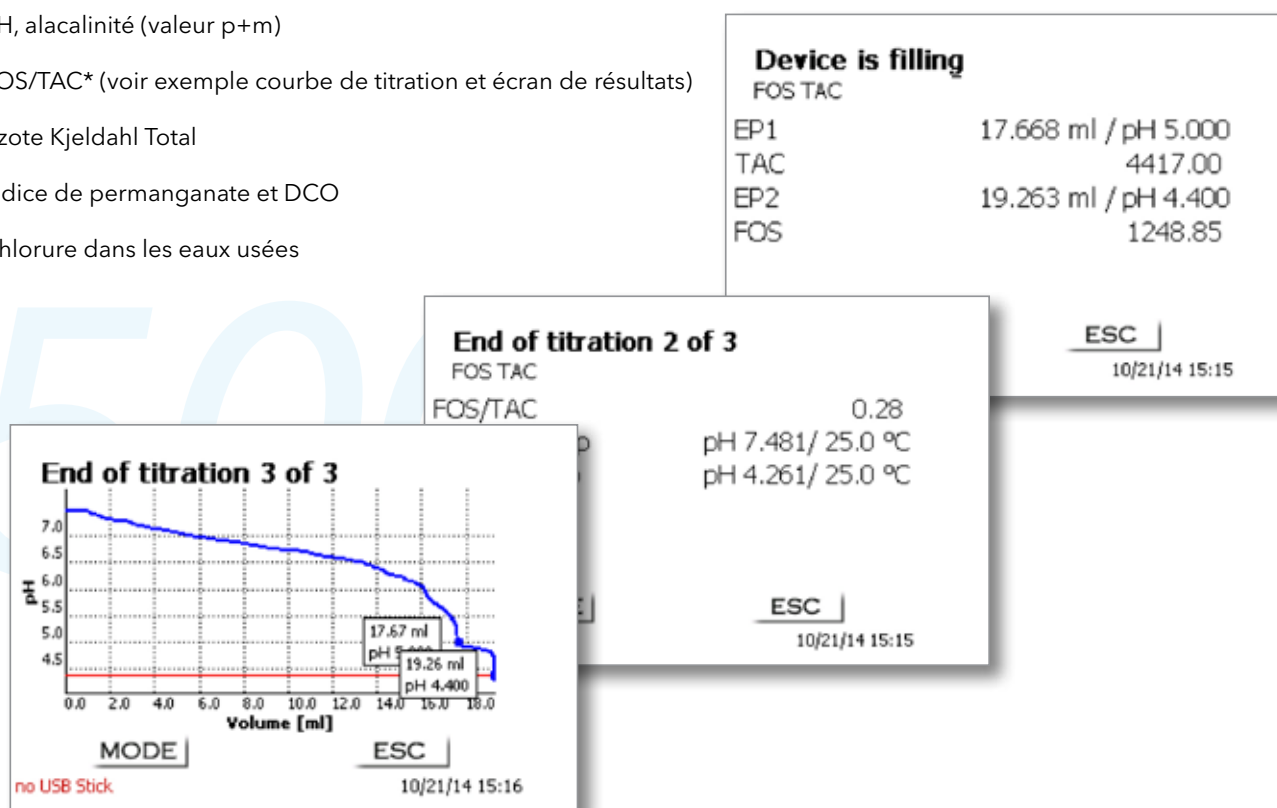 H, alacalinité (valeur p+m)
OS/TAC* (voir exemple courbe de titration et écran de résultats)
zote Kjeldahl Total
dice de permanganate et DCO
hlorure dans les eaux usées
Device is filling
FOS TAC
EP1 17.668 ml / pH 5.000
TAC 4417.00
EP2 19.263 ml / pH 4.400
FOS 1248.85
ESC
10/21/14 15:15
End of titration 2 of 3
FOS TAC
FOS/TAC 0.28
pH 7.481/ 25.0 ºC
pH 4.261/ 25.0 ºC
ESC
10/21/14 15:15
End of titration 3 of 3
pH
7.0
6.5
6.0
5.5
5.0
4.5
17.67 ml
pH
19.26 ml
pH 4.400
0.0 2.0 4.0 6.0 8.0 10.0 12.0 14.0 16.0 18.0
Volume [ml]
MODE ESC
no USB Stick 10/21/14 15:16